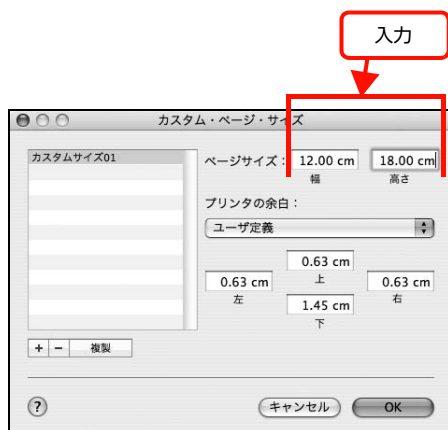 入力
カスタム・ページ・サイズ
カスタムサイズ01
ページサイズ： 12.00 cm 18.00 cm
幅 高さ
プリンタの余白：
ユーザ定義
0.63 cm
上
0.63 cm 0.63 cm
左 右
1.45 cm
下
+ − 複製
? キャンセル OK